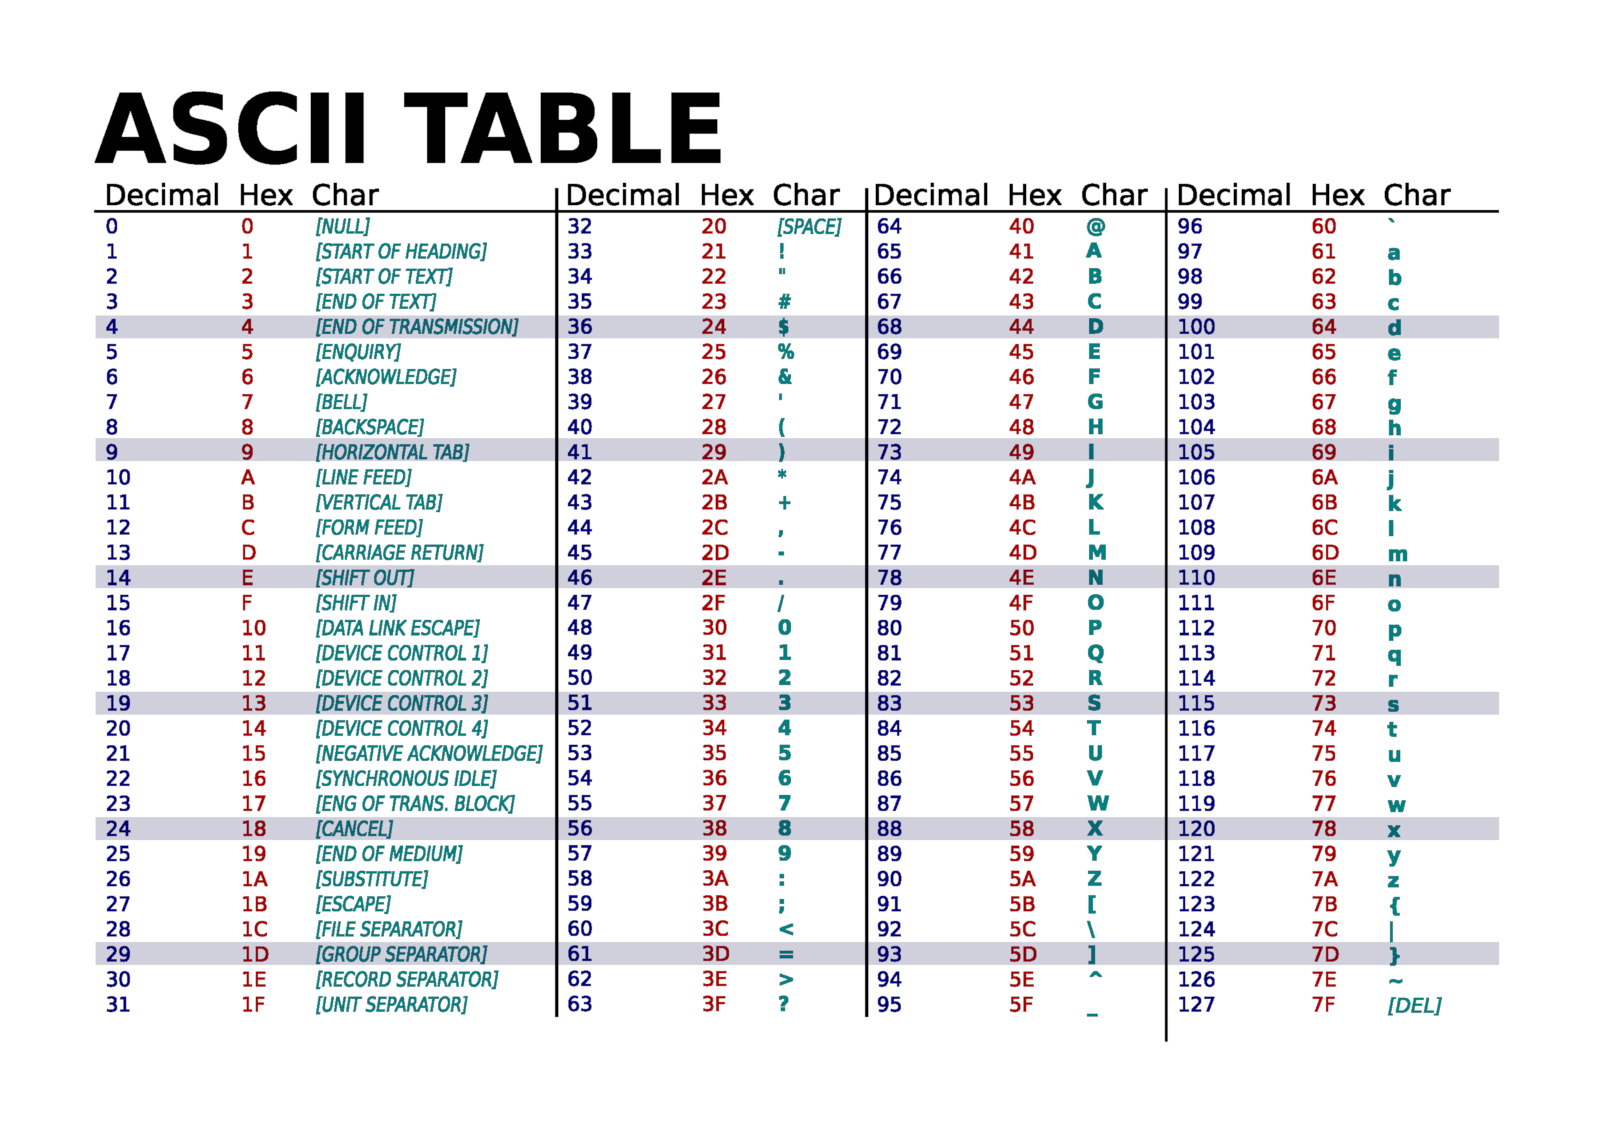 ASCII TABLE
Decimal Hex Char Decimal Hex Char Decimal Hex Char Decimal Hex Char
0 0 [NULL] 32 20 [SPACE] 64 40 @ 96 60 `
1 1 [START OF HEADING] 33 21 ! 65 41 A 97 61 a
2 2 [START OF TEXT] 34 22 " 66 42 B 98 62 b
3 3 [END OF TEXT] 35 23 # 67 43 C 99 63 c
4 4 [END OF TRANSMISSION] 36 24 $ 68 44 D 100 64 d
5 5 [ENQUIRY] 37 25 % 69 45 E 101 65 e
6 6 [ACKNOWLEDGE] 38 26 & 70 46 F 102 66 f
7 7 [BELL] 39 27 ' 71 47 G 103 67 g
8 8 [BACKSPACE] 40 28 ( 72 48 H 104 68 h
9 9 [HORIZONTAL TAB] 41 29 ) 73 49 I 105 69 i
10 A [LINE FEED] 42 2A * 74 4A J 106 6A j
11 B [VERTICAL TAB] 43 2B + 75 4B K 107 6B k
12 C [FORM FEED] 44 2C , 76 4C L 108 6C l
13 D [CARRIAGE RETURN] 45 2D - 77 4D M 109 6D m
14 E [SHIFT OUT] 46 2E . 78 4E N 110 6E n
15 F [SHIFT IN] 47 2F / 79 4F O 111 6F o
16 10 [DATA LINK ESCAPE] 48 30 0 80 50 P 112 70 p
17 11 [DEVICE CONTROL 1] 49 31 1 81 51 Q 113 71 q
18 12 [DEVICE CONTROL 2] 50 32 2 82 52 R 114 72 r
19 13 [DEVICE CONTROL 3] 51 33 3 83 53 S 115 73 s
20 14 [DEVICE CONTROL 4] 52 34 4 84 54 T 116 74 t
21 15 [NEGATIVE ACKNOWLEDGE] 53 35 5 85 55 U 117 75 u
22 16 [SYNCHRONOUS IDLE] 54 36 6 86 56 V 118 76 v
23 17 [ENG OF TRANS. BLOCK] 55 37 7 87 57 W 119 77 w
24 18 [CANCEL] 56 38 8 88 58 X 120 78 x
25 19 [END OF MEDIUM] 57 39 9 89 59 Y 121 79 y
26 1A [SUBSTITUTE] 58 3A : 90 5A Z 122 7A z
27 1B [ESCAPE] 59 3B ; 91 5B [ 123 7B {
28 1C [FILE SEPARATOR] 60 3C < 92 5C \ 124 7C |
29 1D [GROUP SEPARATOR] 61 3D = 93 5D ] 125 7D }
30 1E [RECORD SEPARATOR] 62 3E > 94 5E ^ 126 7E ~
31 1F [UNIT SEPARATOR] 63 3F ? 95 5F _ 127 7F [DEL]